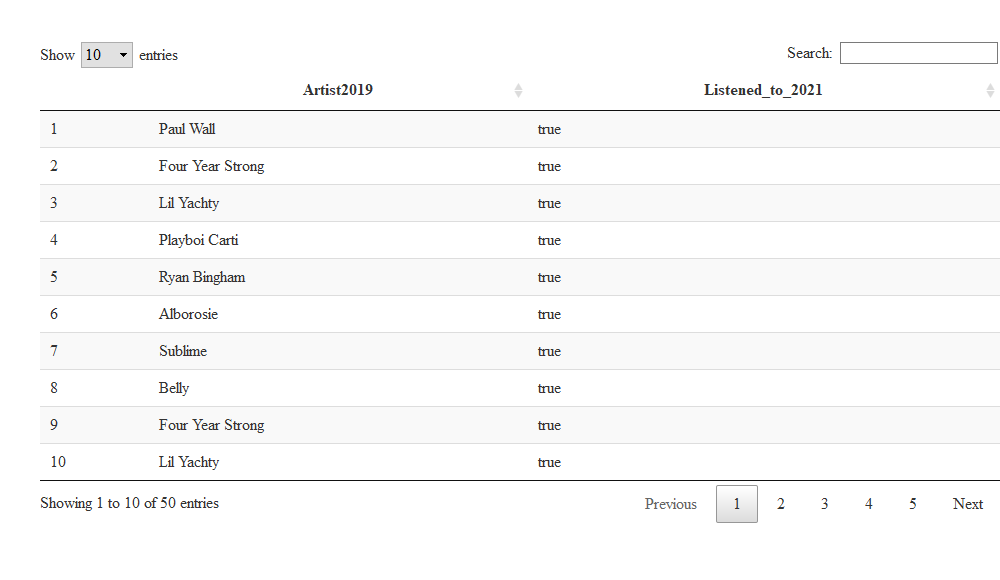 Show 10 entries Search:
Artist2019 Listened_to_2021
1 Paul Wall true
2 Four Year Strong true
3 Lil Yachty true
4 Playboi Carti true
5 Ryan Bingham true
6 Alborosie true
7 Sublime true
8 Belly true
9 Four Year Strong true
10 Lil Yachty true
Showing 1 to 10 of 50 entries Previous 1 2 3 4 5 Next